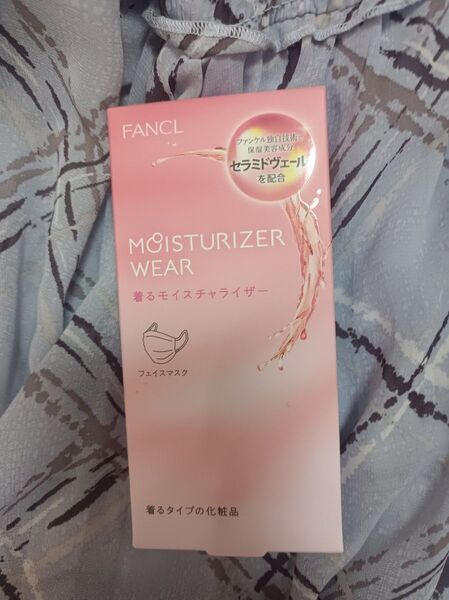 FANCL
ファンケル独自技術
保湿美容成分
セラミドヴェール
を配合
MOISTURIZER
WEAR
着るモイスチャライザー
フェイスマスク
着るタイプの化粧品